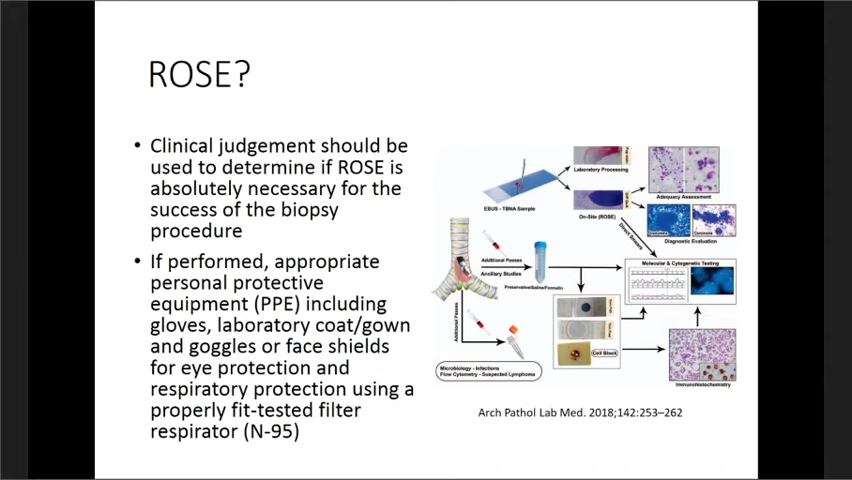 ROSE?
• Clinical judgement should be
used to determine if ROSE is
absolutely necessary for the
success of the biopsy
procedure
• If performed, appropriate
personal protective
equipment (PPE) including
gloves, laboratory coat/gown
and goggles or face shields
for eye protection and
respiratory protection using a
properly fit-tested filter
respirator (N-95)
Laboratory Processing
EBUS - TBNA Sample
On-Site (ROSE)
Adequacy Assessment
Diagnostic Evaluation
Direct Smears
Additional Passes
Ancillary Studies
Preservative/Saline/Formalin
Molecular & Cytogenetic Testing
Additional Passes
Cell Block
Microbiology - Infections
Flow Cytometry - Suspected Lymphoma
Immunohistochemistry
Arch Pathol Lab Med. 2018;142:253–262